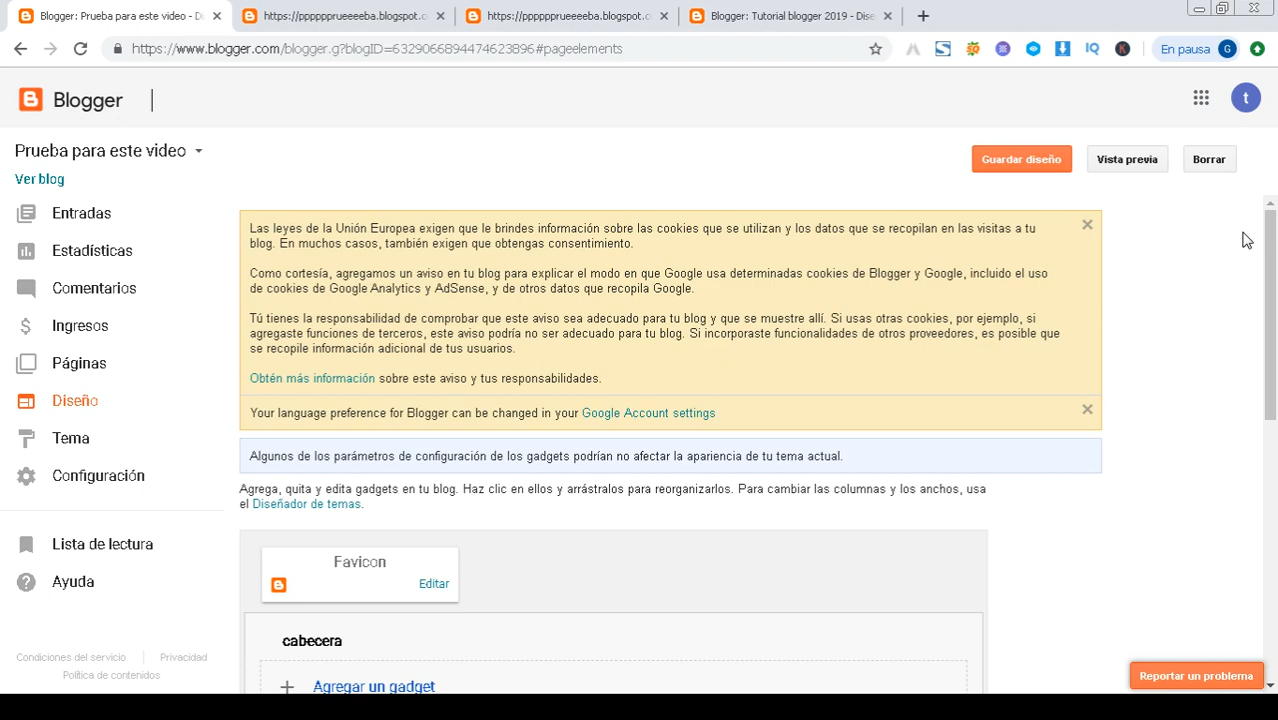 Blogger: Prueba para este video - Di
https://ppppppprueeeeba.blogspot.c
https://ppppppprueeeeba.blogspot.co
Blogger: Tutorial blogger 2019 - Dise
https://www.blogger.com/blogger.g?blogID=6329066894474623896#pageelements
IQ
K
En pausa
G
Blogger
t
Prueba para este video
Ver blog
Guardar diseño
Vista previa
Borrar
Entradas
Estadísticas
Comentarios
Ingresos
Páginas
Diseño
Tema
Configuración
Lista de lectura
Ayuda
Condiciones del servicio
Privacidad
Política de contenidos
Las leyes de la Unión Europea exigen que le brindes información sobre las cookies que se utilizan y los datos que se recopilan en las visitas a tu
blog. En muchos casos, también exigen que obtengas consentimiento.
Como cortesía, agregamos un aviso en tu blog para explicar el modo en que Google usa determinadas cookies de Blogger y Google, incluido el uso
de cookies de Google Analytics y AdSense, y de otros datos que recopila Google.
Tú tienes la responsabilidad de comprobar que este aviso sea adecuado para tu blog y que se muestre allí. Si usas otras cookies, por ejemplo, si
agregaste funciones de terceros, este aviso podría no ser adecuado para tu blog. Si incorporaste funcionalidades de otros proveedores, es posible que
se recopile información adicional de tus usuarios.
Obtén más información sobre este aviso y tus responsabilidades.
Your language preference for Blogger can be changed in your Google Account settings
Algunos de los parámetros de configuración de los gadgets podrían no afectar la apariencia de tu tema actual.
Agrega, quita y edita gadgets en tu blog. Haz clic en ellos y arrástralos para reorganizarlos. Para cambiar las columnas y los anchos, usa
el Diseñador de temas.
Favicon
Editar
cabecera
Agregar un gadget
Reportar un problema